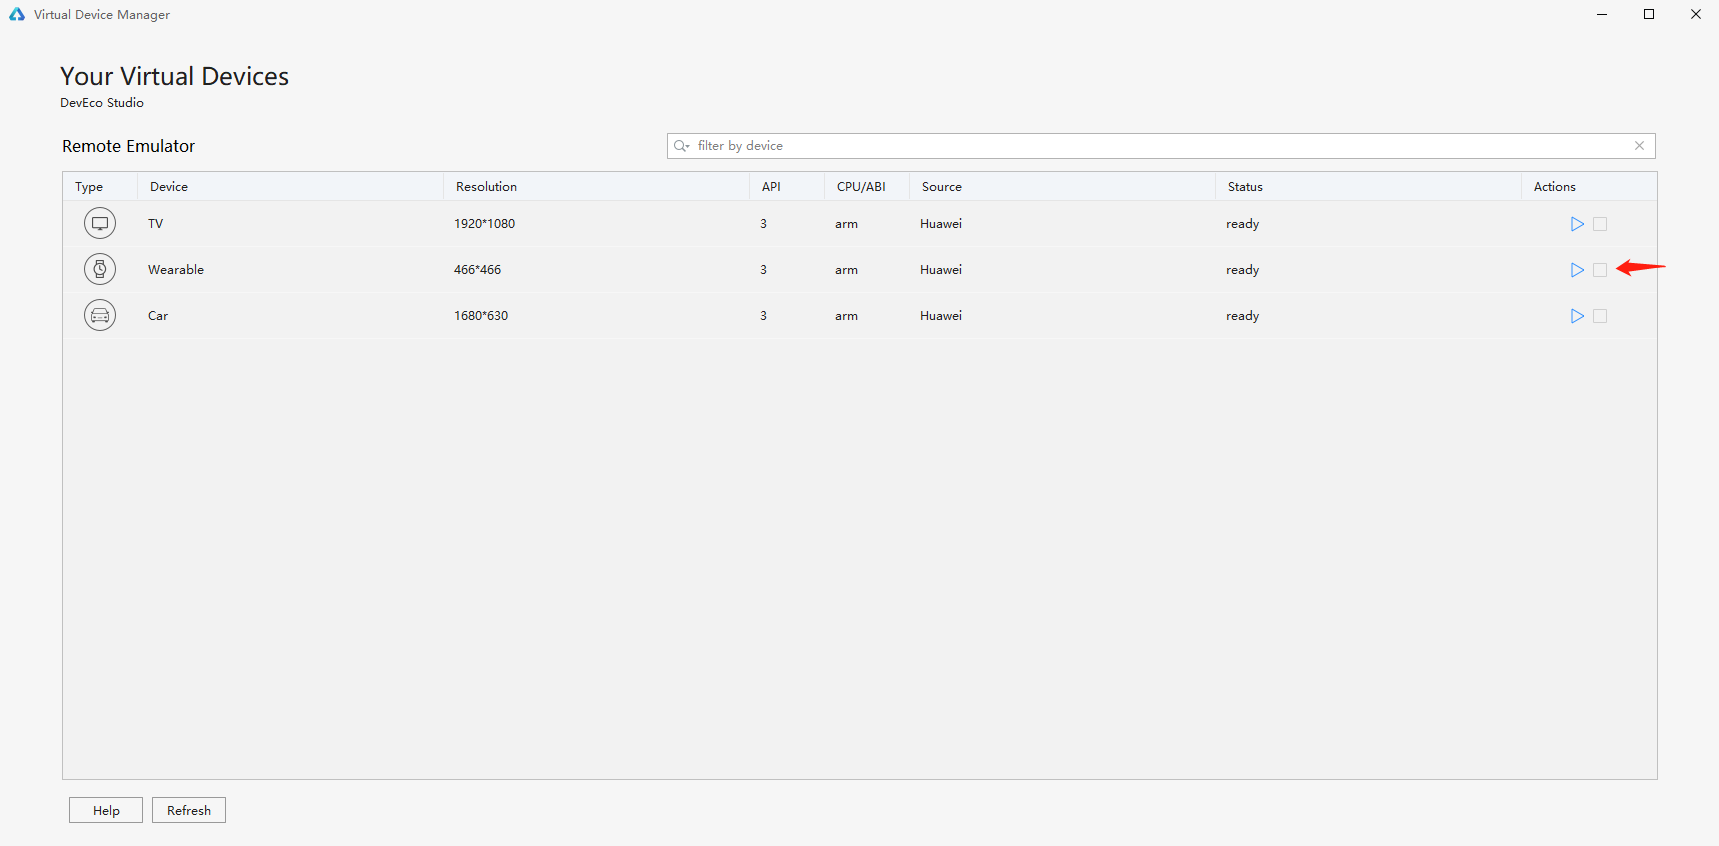 Virtual Device Manager
Your Virtual Devices
DevEco Studio
Remote Emulator
filter by device
Type Device Resolution API CPU/ABI Source Status Actions
TV 1920*1080 3 arm Huawei ready
Wearable 466*466 3 arm Huawei ready
Car 1680*630 3 arm Huawei ready
Help Refresh